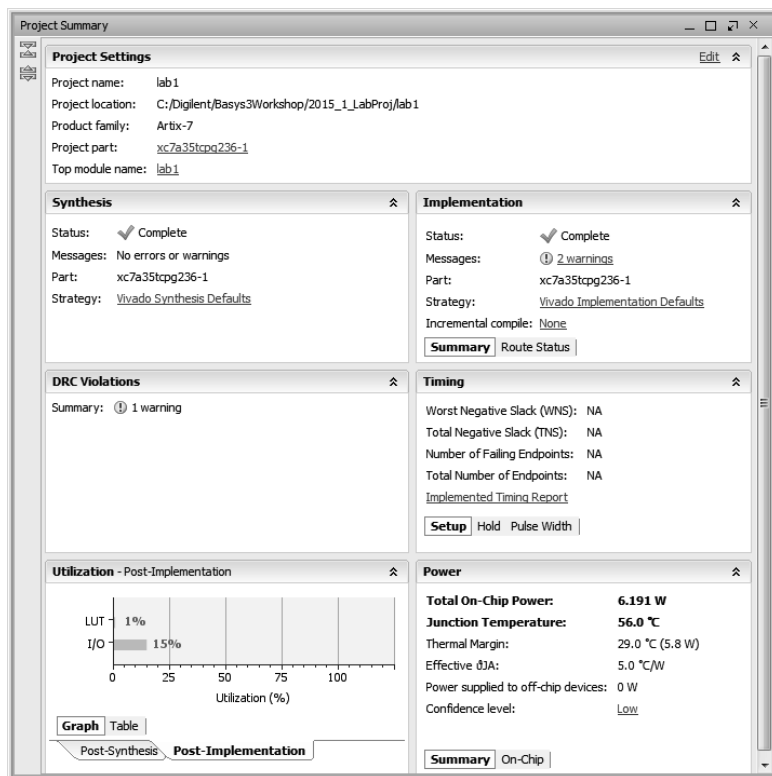 Project Summary
Project Settings
Edit
Project name: lab1
Project location: C:/Digilent/Basys3Workshop/2015_1_LabProj/lab1
Product family: Artix-7
Project part: xc7a35tcpg236-1
Top module name: lab1
Synthesis
Status: Complete
Messages: No errors or warnings
Part: xc7a35tcpg236-1
Strategy: Vivado Synthesis Defaults
Implementation
Status: Complete
Messages: 2 warnings
Part: xc7a35tcpg236-1
Strategy: Vivado Implementation Defaults
Incremental compile: None
Summary Route Status
DRC Violations
Summary: 1 warning
Timing
Worst Negative Slack (WNS): NA
Total Negative Slack (TNS): NA
Number of Failing Endpoints: NA
Total Number of Endpoints: NA
Implemented Timing Report
Setup Hold Pulse Width
Utilization - Post-Implementation
LUT 1%
I/O 15%
0 25 50 75 100
Utilization (%)
Graph Table
Post-Synthesis Post-Implementation
Power
Total On-Chip Power: 6.191 W
Junction Temperature: 56.0 °C
Thermal Margin: 29.0 °C (5.8 W)
Effective ϑJA: 5.0 °C/W
Power supplied to off-chip devices: 0 W
Confidence level: Low
Summary On-Chip